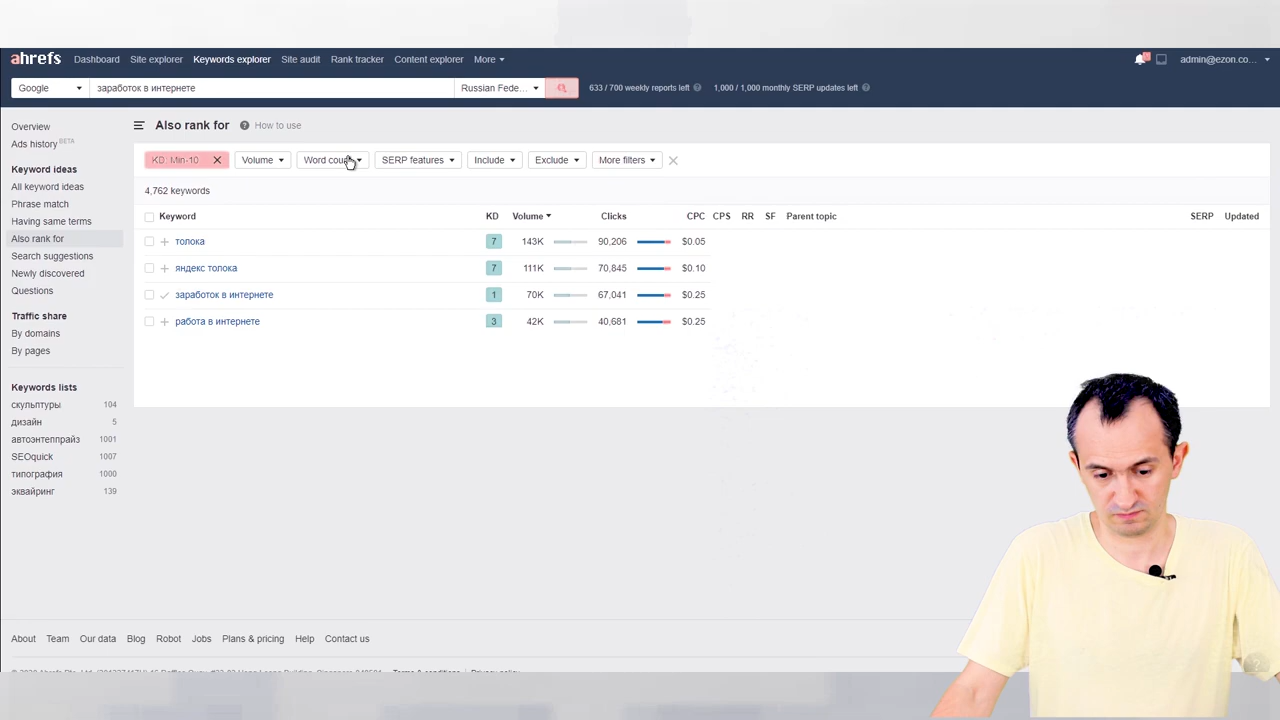 ahrefs Dashboard Site explorer Keywords explorer Site audit Rank tracker Content explorer More admin@ezon.co...
Google заработок в интернете Russian Fede... 633 / 700 weekly reports left 1,000 / 1,000 monthly SERP updates left
Overview
Ads history BETA
Keyword ideas
All keyword ideas
Phrase match
Having same terms
Also rank for
Search suggestions
Newly discovered
Questions
Traffic share
By domains
By pages
Keywords lists
скульптуры 104
дизайн 5
автоэнтеппрайз 1001
SEOquick 1007
типография 1000
эквайринг 139
Also rank for How to use
KD Min-10 Volume Word count SERP features Include Exclude More filters
4,762 keywords
Keyword KD Volume Clicks CPC CPS RR SF Parent topic SERP Updated
толока 7 143K 90,206 $0.05
яндекс толока 7 111K 70,845 $0.10
заработок в интернете 1 70K 67,041 $0.25
работа в интернете 3 42K 40,681 $0.25
About Team Our data Blog Robot Jobs Plans & pricing Help Contact us